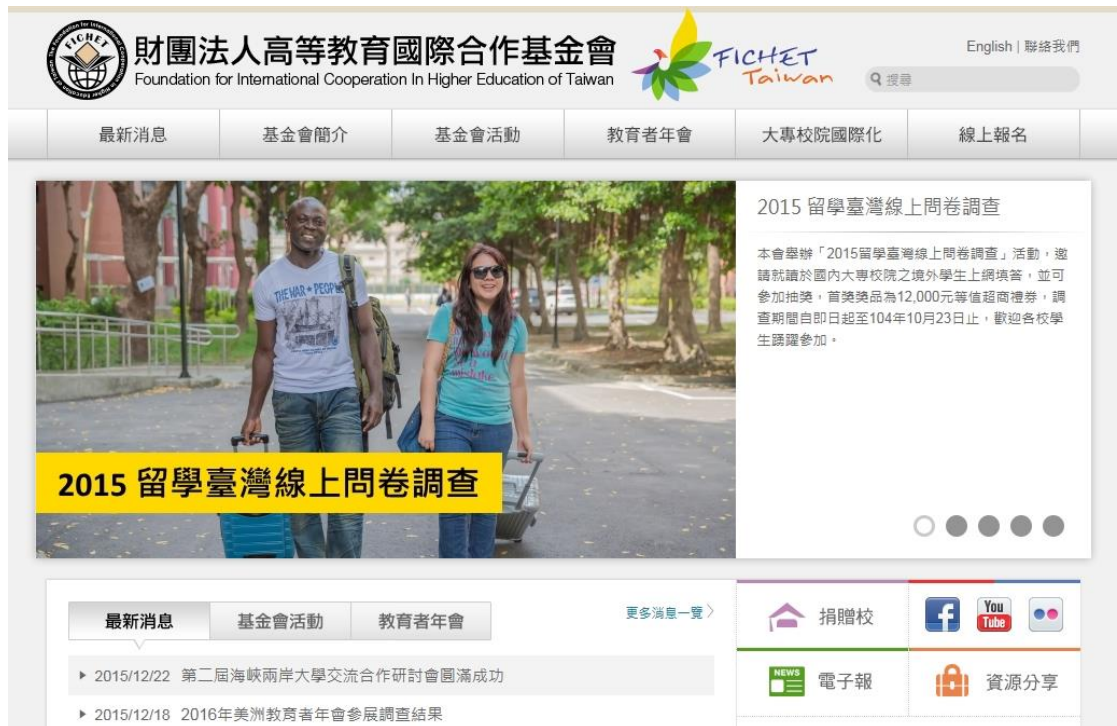 FICHET
財團法人高等教育國際合作基金會
Foundation for International Cooperation In Higher Education of Taiwan
FICHET
Taiwan
English | 聯絡我們
搜尋
最新消息 基金會簡介 基金會活動 教育者年會 大專校院國際化 線上報名
THE WAR + PEOPLE
2015 留學臺灣線上問卷調查
2015 留學臺灣線上問卷調查
本會舉辦「2015留學臺灣線上問卷調查」活動，邀
請就讀於國內大專校院之境外學生上網填答，並可
參加抽獎，首獎獎品為12,000元等值超商禮券，調
查期間自即日起至104年10月23日止，歡迎各校學
生踴躍參加。
最新消息 基金會活動 教育者年會 更多消息一覽
2015/12/22 第二屆海峽兩岸大學交流合作研討會圓滿成功
2015/12/18 2016年美洲教育者年會參展調查結果
捐贈校
f You Tube
NEWS 電子報 資源分享